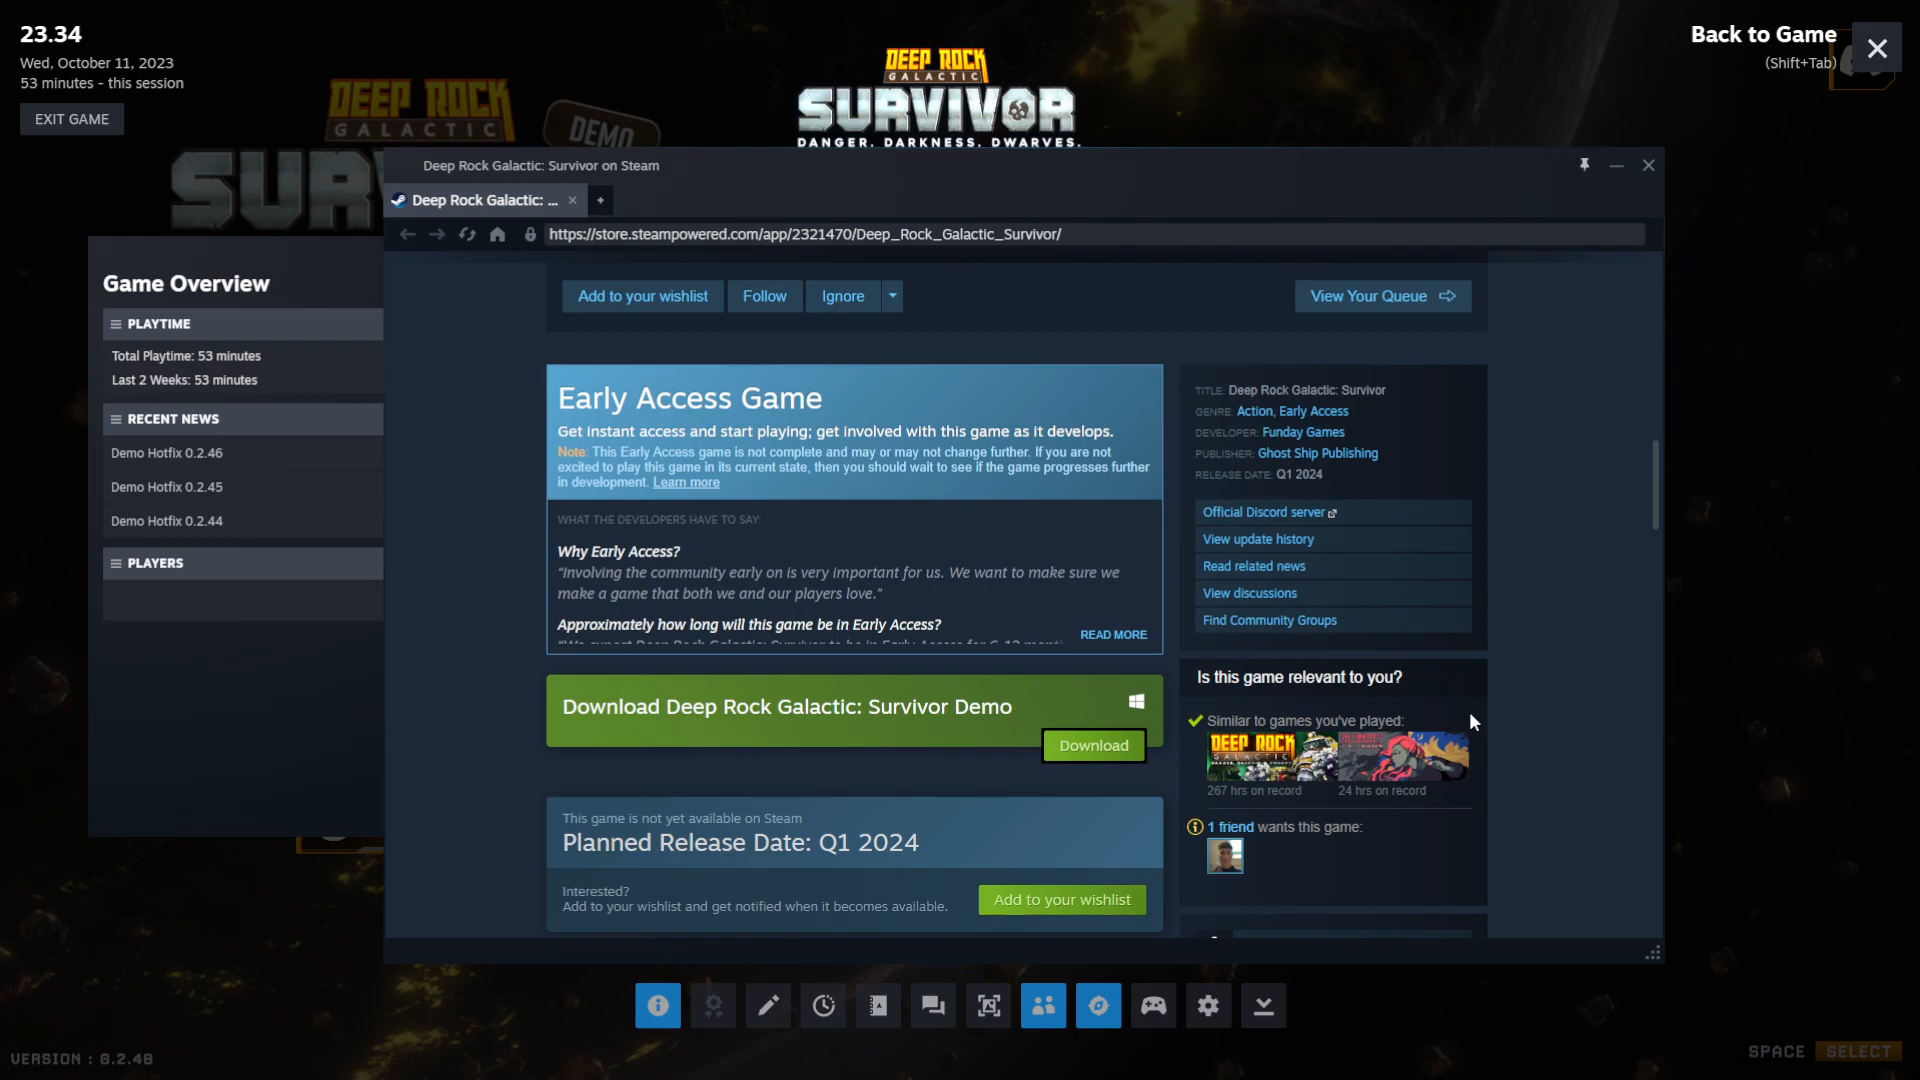 23.34
Wed, October 11, 2023
53 minutes - this session
EXIT GAME
Back to Game
(Shift+Tab)
DEEP ROCK
GALACTIC
SURVIVOR
DANGER. DARKNESS. DWARVES.
DEEP ROCK
GALACTIC
DEMO
SUR
Deep Rock Galactic: Survivor on Steam
Deep Rock Galactic: ...
https://store.steampowered.com/app/2321470/Deep_Rock_Galactic_Survivor/
Game Overview
PLAYTIME
Total Playtime: 53 minutes
Last 2 Weeks: 53 minutes
RECENT NEWS
Demo Hotfix 0.2.46
Demo Hotfix 0.2.45
Demo Hotfix 0.2.44
PLAYERS
Add to your wishlist
Follow
Ignore
View Your Queue
Early Access Game
Get instant access and start playing; get involved with this game as it develops.
Note: This Early Access game is not complete and may or may not change further. If you are not
excited to play this game in its current state, then you should wait to see if the game progresses further
in development. Learn more
WHAT THE DEVELOPERS HAVE TO SAY:
Why Early Access?
“Involving the community early on is very important for us. We want to make sure we
make a game that both we and our players love.”
Approximately how long will this game be in Early Access?
READ MORE
Download Deep Rock Galactic: Survivor Demo
Download
This game is not yet available on Steam
Planned Release Date: Q1 2024
Interested?
Add to your wishlist and get notified when it becomes available.
Add to your wishlist
TITLE: Deep Rock Galactic: Survivor
GENRE: Action, Early Access
DEVELOPER: Funday Games
PUBLISHER: Ghost Ship Publishing
RELEASE DATE: Q1 2024
Official Discord server
View update history
Read related news
View discussions
Find Community Groups
Is this game relevant to you?
Similar to games you've played:
DEEP ROCK
GALACTIC
267 hrs on record
24 hrs on record
1 friend wants this game:
VERSION : 0.2.48
SPACE SELECT